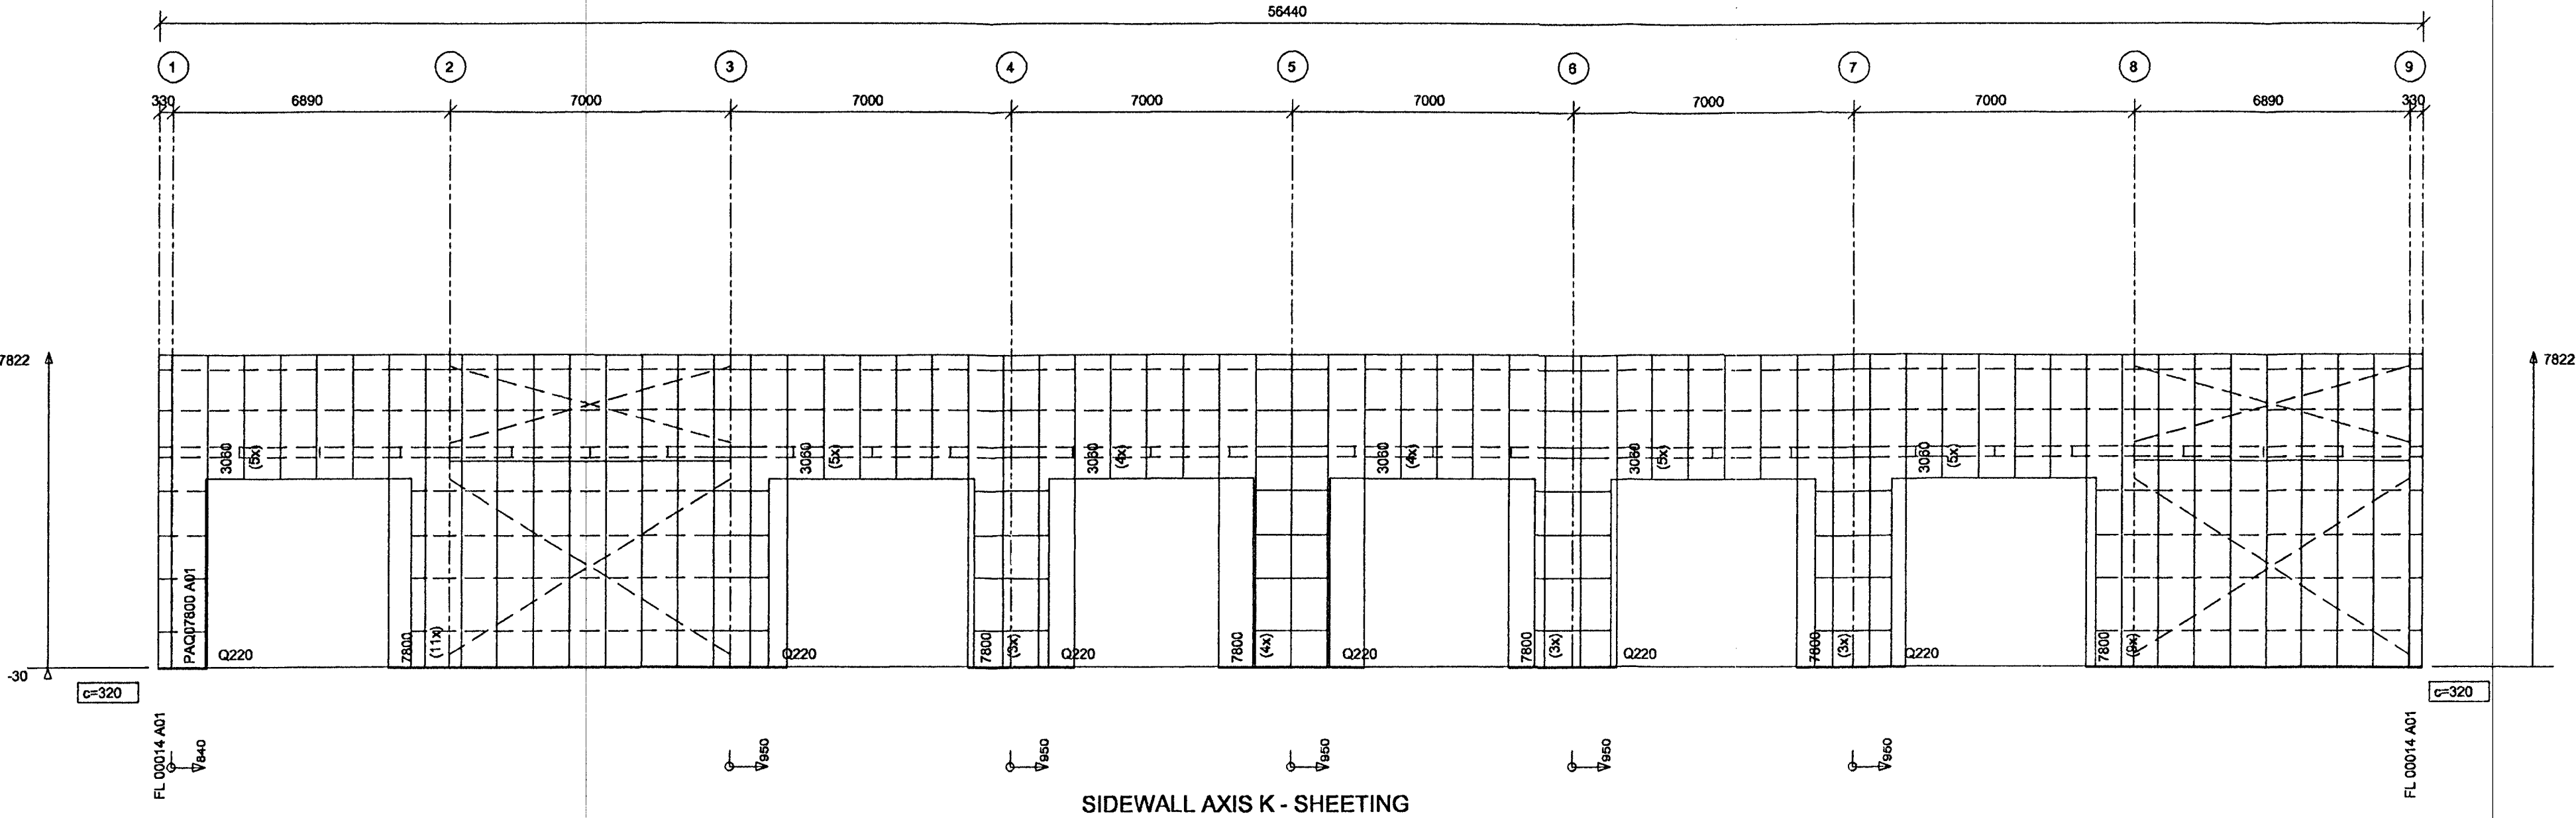 56440
1 2 3 4 5 6 7 8 9
330 6890 7000 7000 7000 7000 7000 7000 6890 330
7822 7822
3060 (5x) 3060 (5x) 3060 (4x) 3060 (4x) 3060 (5x) 3060 (5x)
PAQ07800 A01 Q220 7800 (11x) Q220 7800 (3x) Q220 7800 (4x) Q220 7800 (3x) Q220 7800 (3x) Q220 7800 (9x)
-30
c=320 c=320
FL 00014 A01 840 950 950 950 950 950 FL 00014 A01
SIDEWALL AXIS K - SHEETING